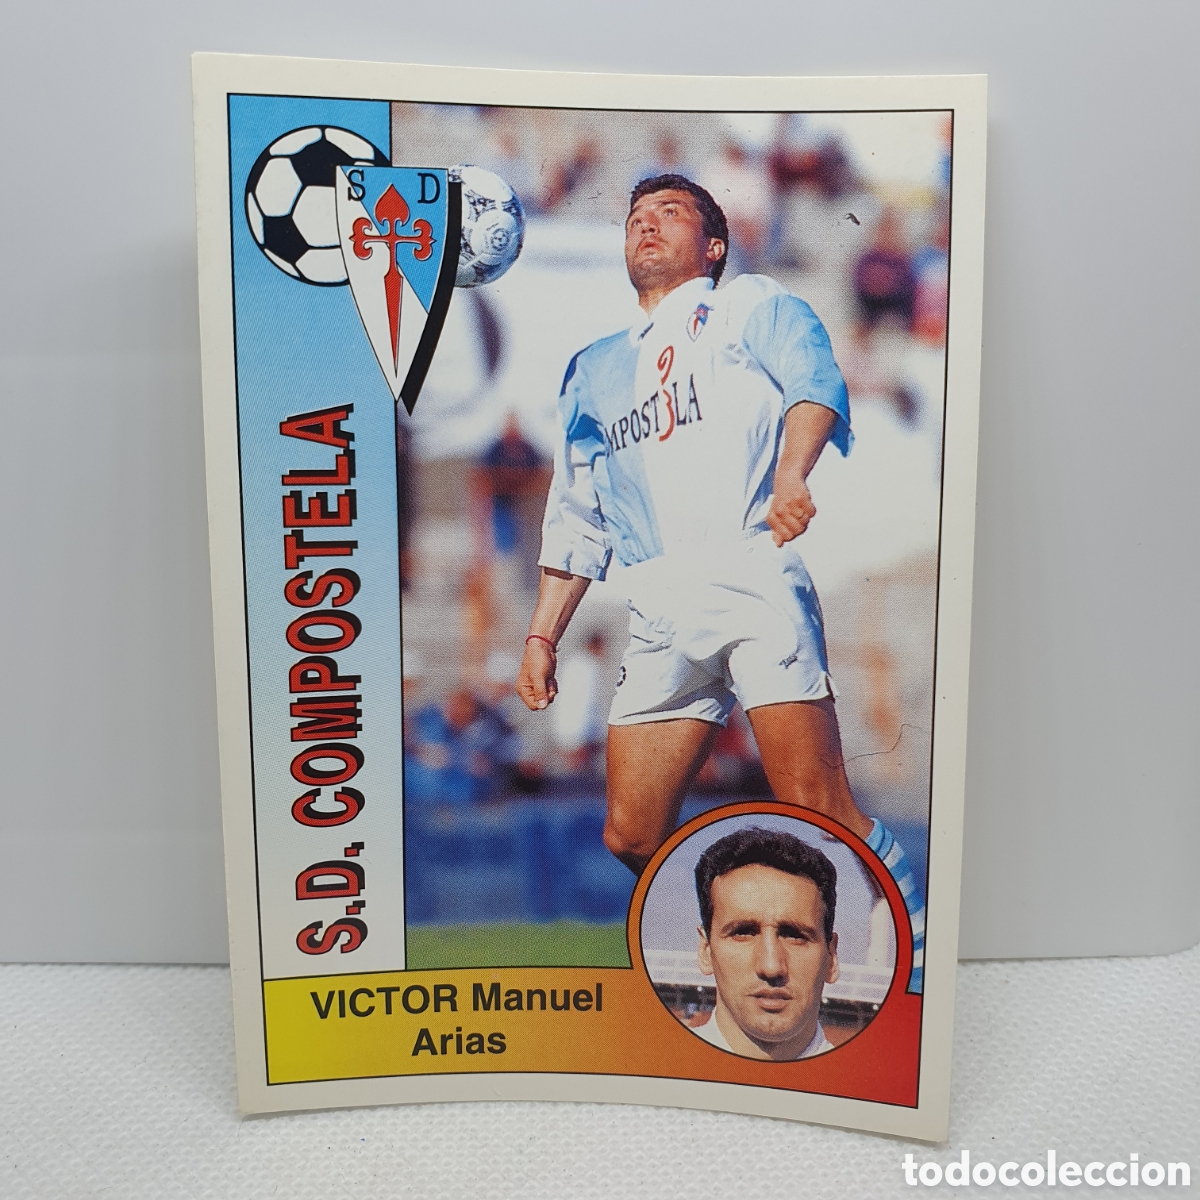 S D
S.D. COMPOSTELA
MPOSTELA
VICTOR Manuel
Arias
todocoleccion